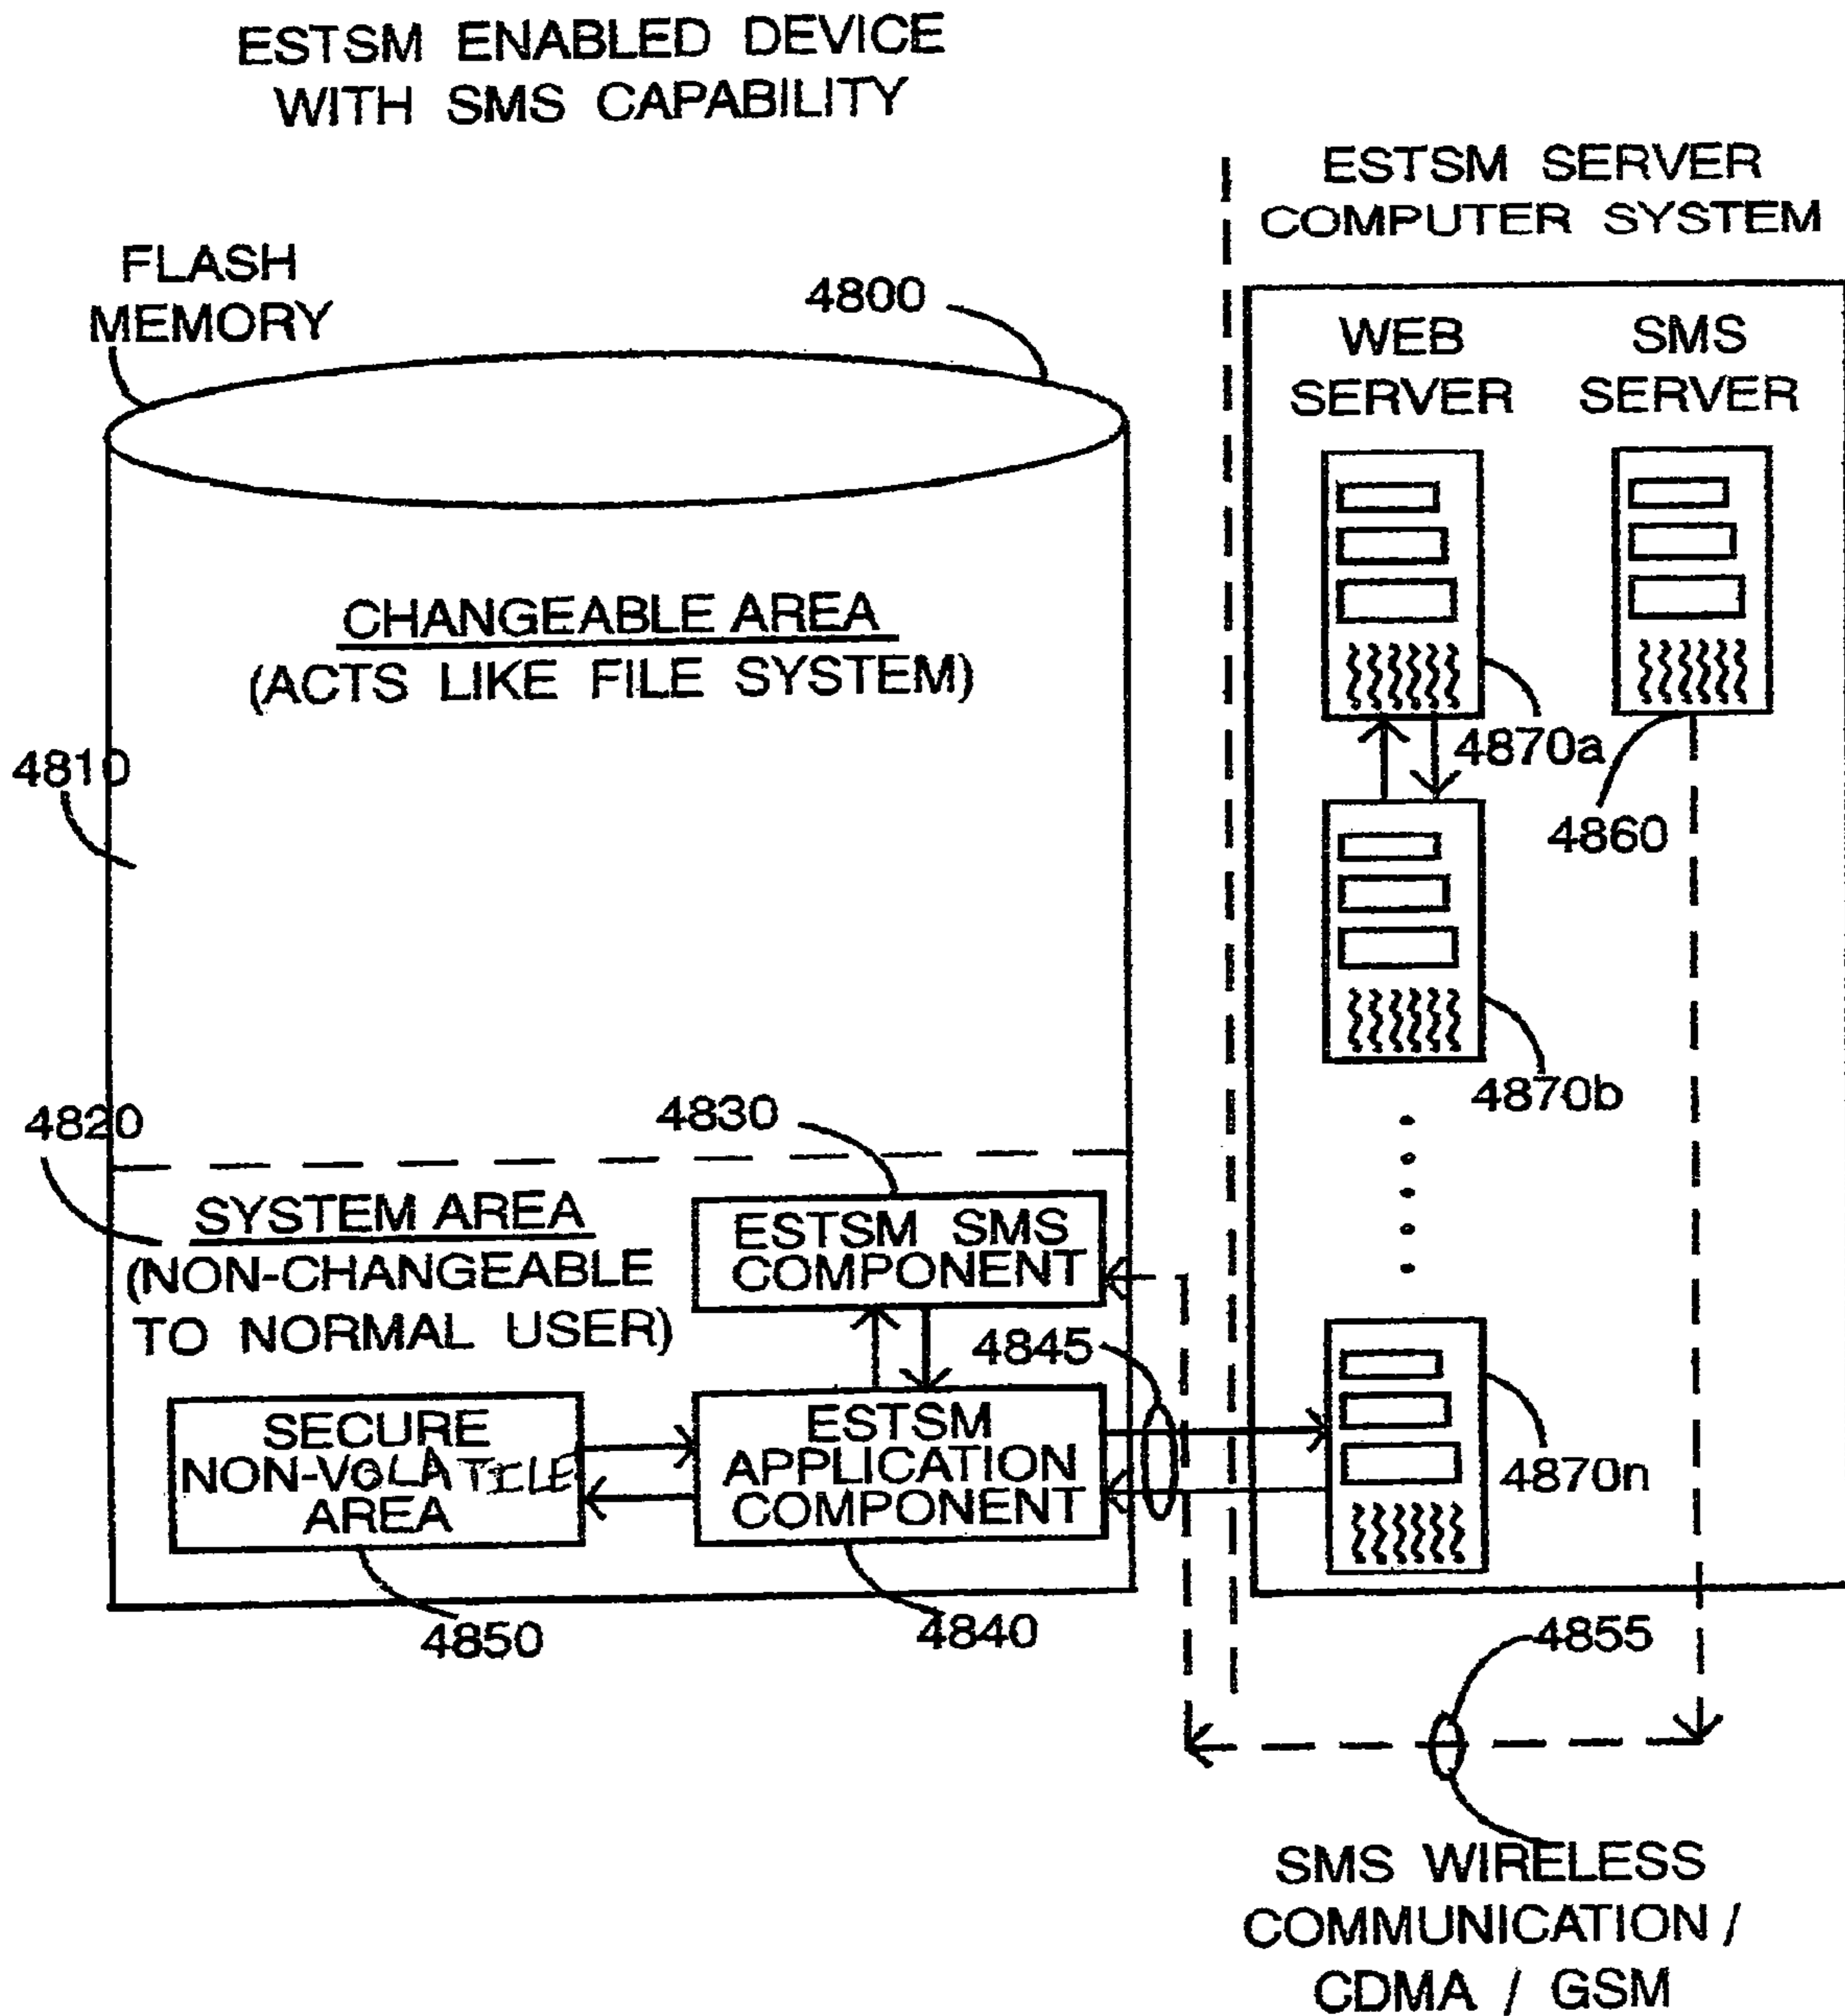 ESTSM ENABLED DEVICE
WITH SMS CAPABILITY
ESTSM SERVER
COMPUTER SYSTEM
FLASH
MEMORY
4800
WEB
SERVER
SMS
SERVER
CHANGEABLE AREA
(ACTS LIKE FILE SYSTEM)
4810
4870a
4860
4870b
4820
4830
SYSTEM AREA
(NON-CHANGEABLE
TO NORMAL USER)
ESTSM SMS
COMPONENT
4845
SECURE
NON-VOLATILE
AREA
ESTSM
APPLICATION
COMPONENT
4870n
4850
4840
4855
SMS WIRELESS
COMMUNICATION /
CDMA / GSM